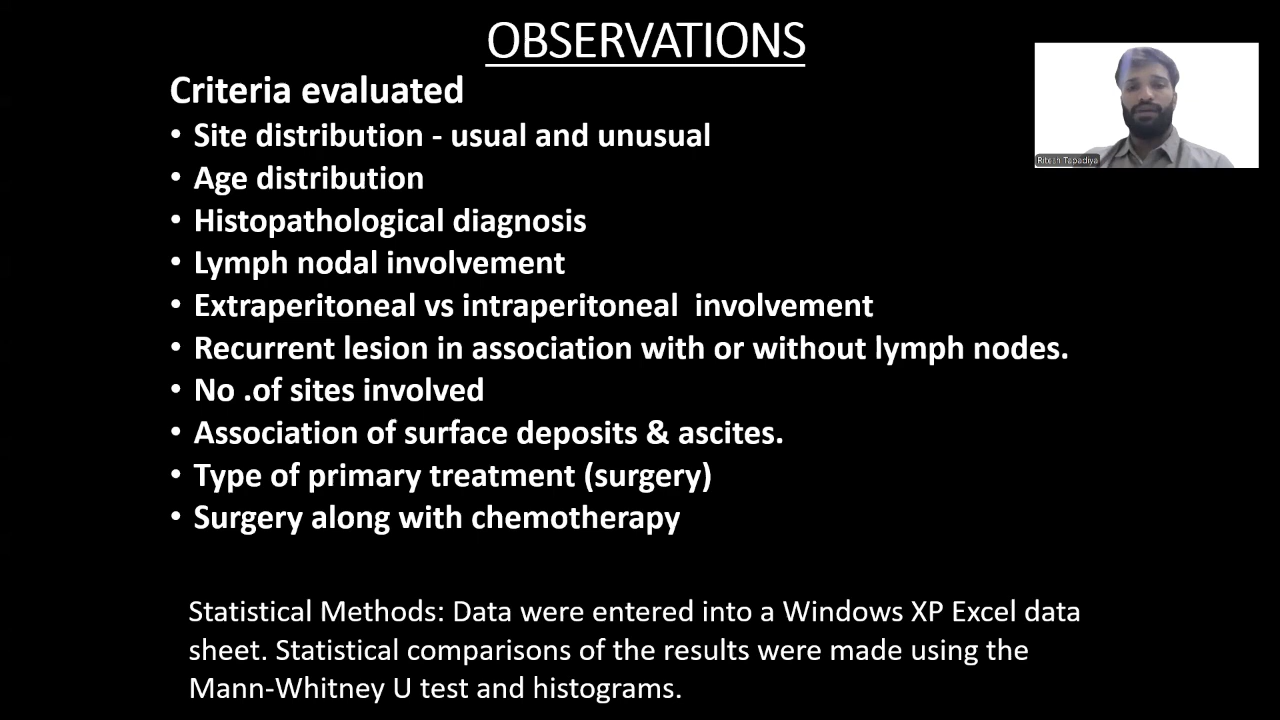 OBSERVATIONS
Criteria evaluated
• Site distribution - usual and unusual
• Age distribution
• Histopathological diagnosis
• Lymph nodal involvement
• Extraperitoneal vs intraperitoneal  involvement
• Recurrent lesion in association with or without lymph nodes.
• No .of sites involved
• Association of surface deposits & ascites.
• Type of primary treatment (surgery)
• Surgery along with chemotherapy
Statistical Methods: Data were entered into a Windows XP Excel data
sheet. Statistical comparisons of the results were made using the
Mann-Whitney U test and histograms.
Ritesh Tapadiya